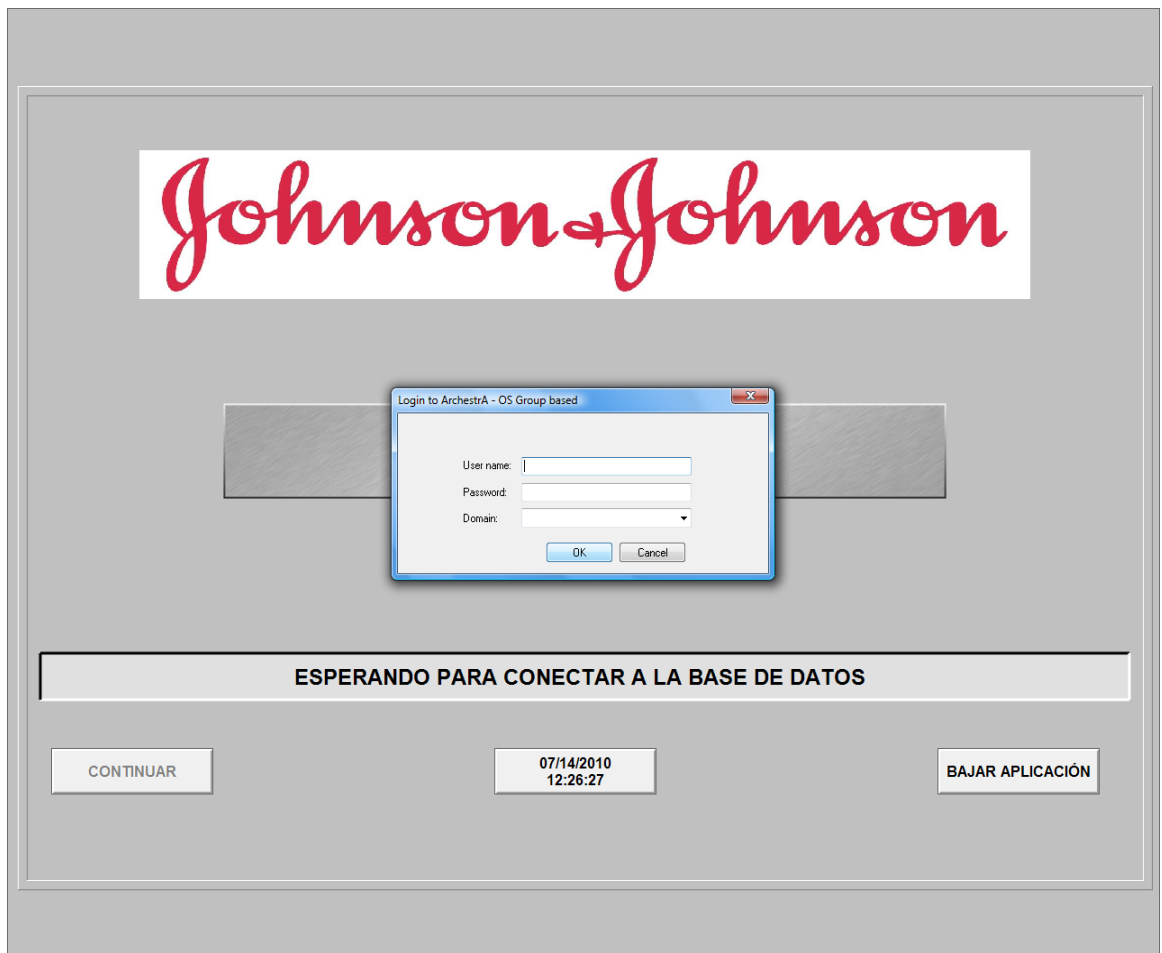 Johnson & Johnson
Login to ArchestrA - OS Group based
User name:
Password:
Domain:
OK Cancel
ESPERANDO PARA CONECTAR A LA BASE DE DATOS
CONTINUAR
07/14/2010
12:26:27
BAJAR APLICACIÓN